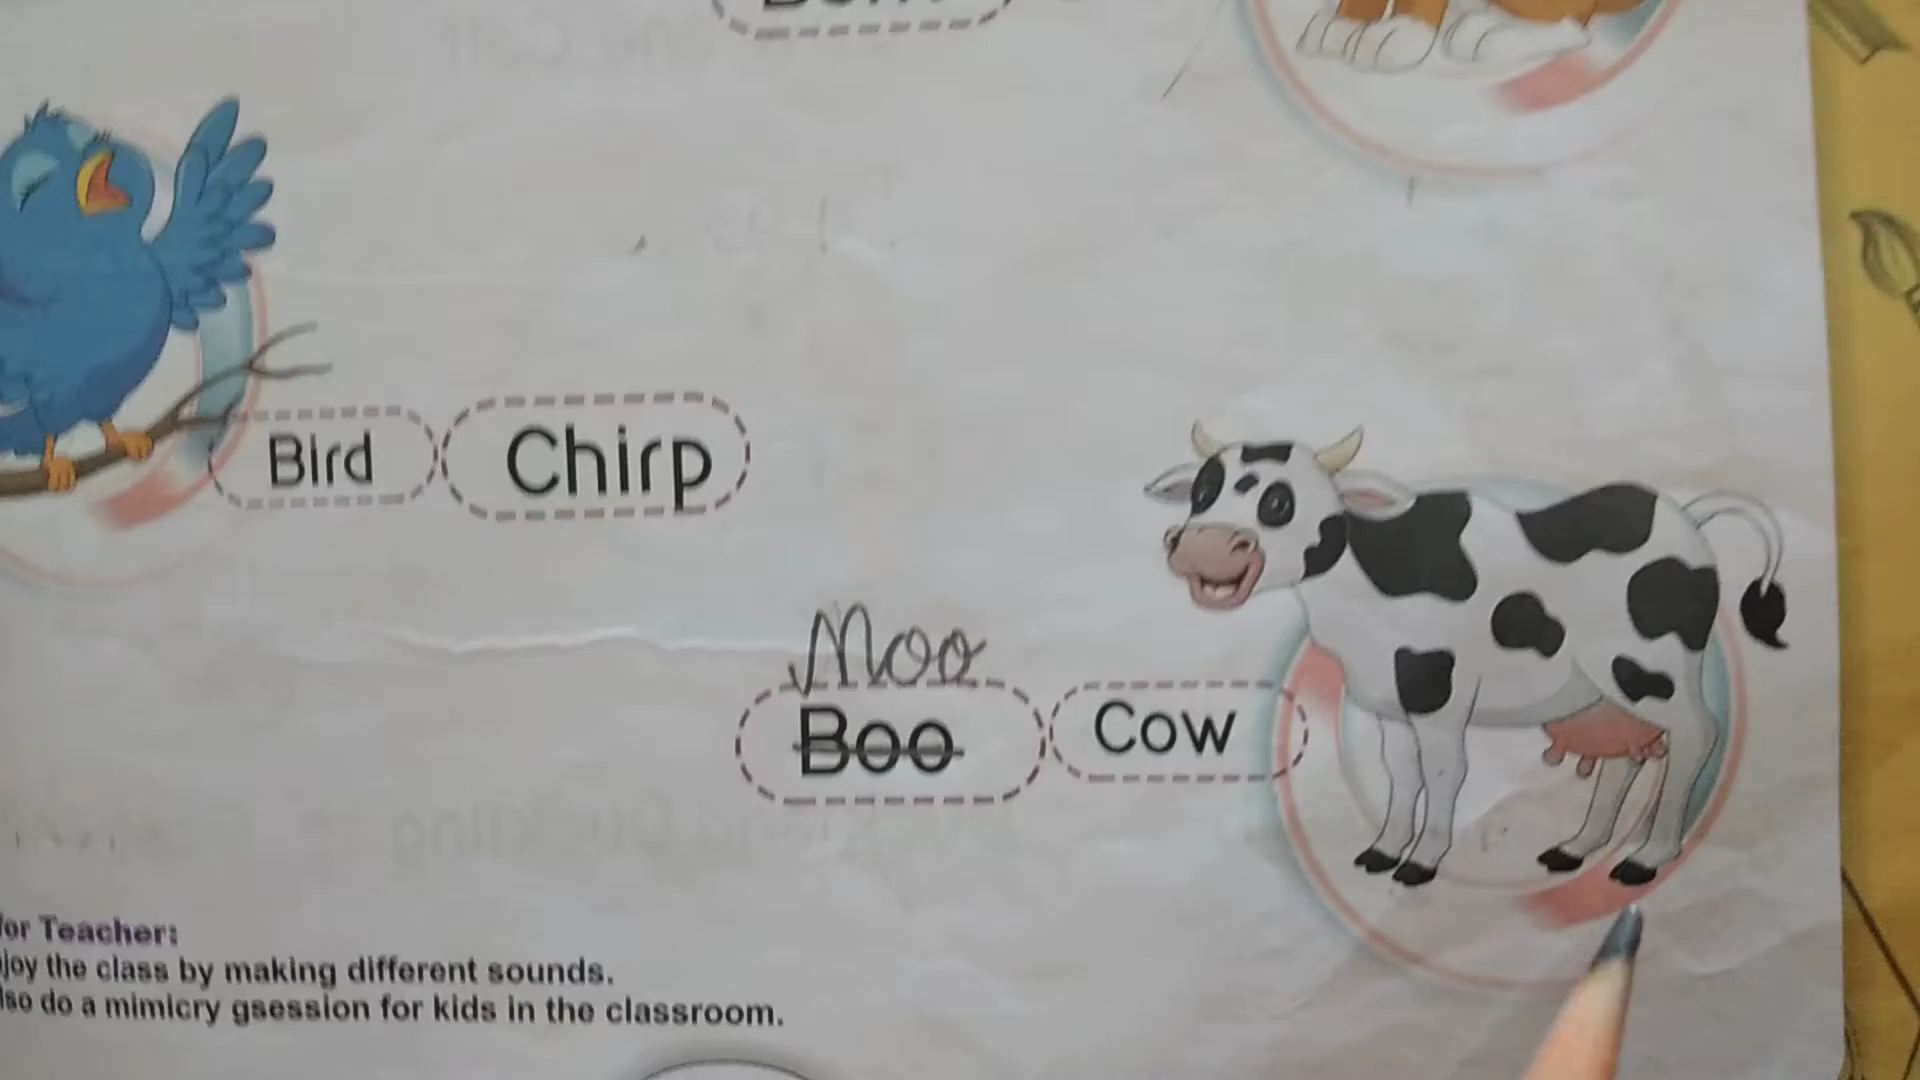 Bird Chirp
Moo
Boo Cow
for Teacher:
joy the class by making different sounds.
lso do a mimicry gsession for kids in the classroom.